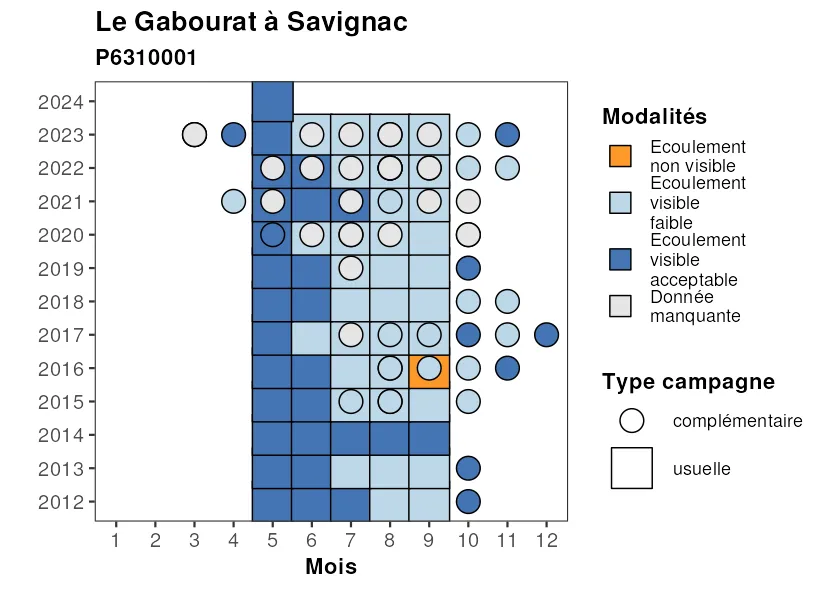 Le Gabourat à Savignac
P6310001
2024
2023
2022
2021
2020
2019
2018
2017
2016
2015
2014
2013
2012
1 2 3 4 5 6 7 8 9 10 11 12
Mois
Modalités
Ecoulement
non visible
Ecoulement
visible
faible
Ecoulement
visible
acceptable
Donnée
manquante
Type campagne
complémentaire
usuelle